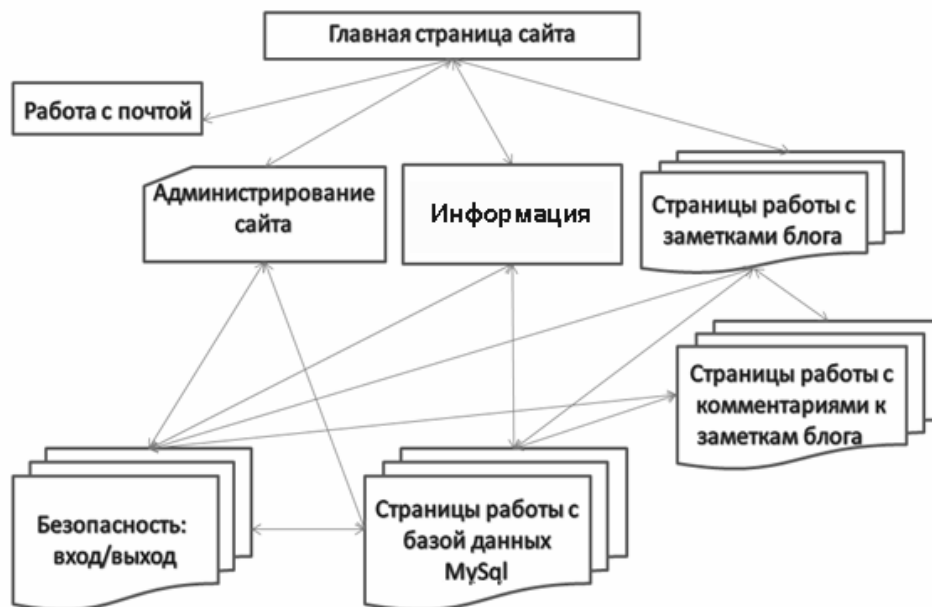 Главная страница сайта
Работа с почтой
Администрирование
сайта
Информация
Страницы работы с
заметками блога
Страницы работы с
комментариями к
заметкам блога
Безопасность:
вход/выход
Страницы работы с
базой данных
MySql